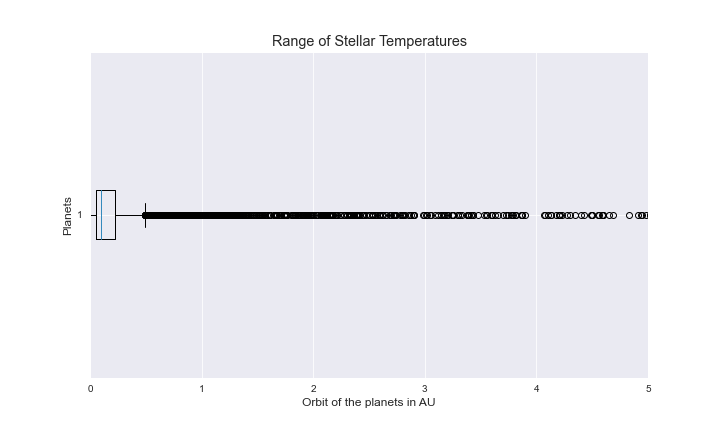 Range of Stellar Temperatures
Planets
1
0 1 2 3 4 5
Orbit of the planets in AU